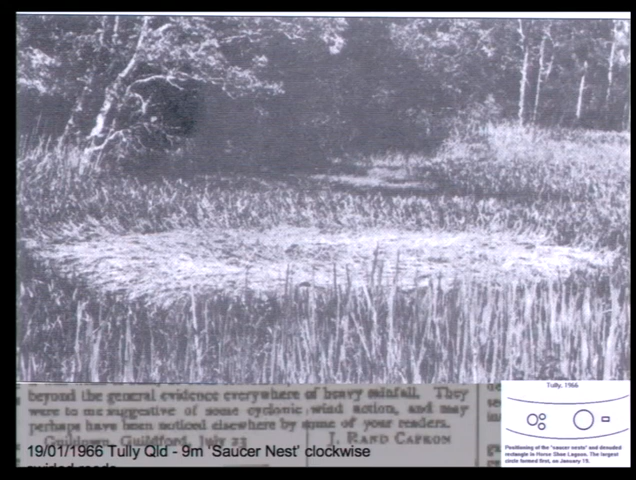 beyond the general evidence everywhere of heavy rainfall. They
were to me suggestive of some cyclonic wind action, and may
perhaps have been noticed elsewhere by some of your readers.
Guildown, Guildford, July 23 J. RAND CAPRON
19/01/1966 Tully Qld - 9m 'Saucer Nest' clockwise
Tully, 1966
Positioning of the 'saucer nests' and denuded
rectangle in Horse Shoe Lagoon. The largest
circle formed first, on January 19.